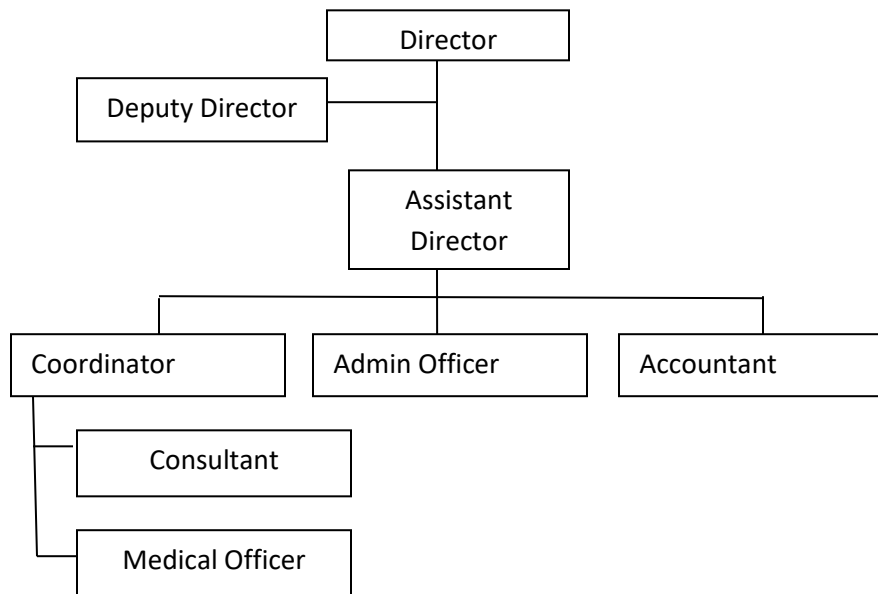 Director
Deputy Director
Assistant
Director
Coordinator
Admin Officer
Accountant
Consultant
Medical Officer